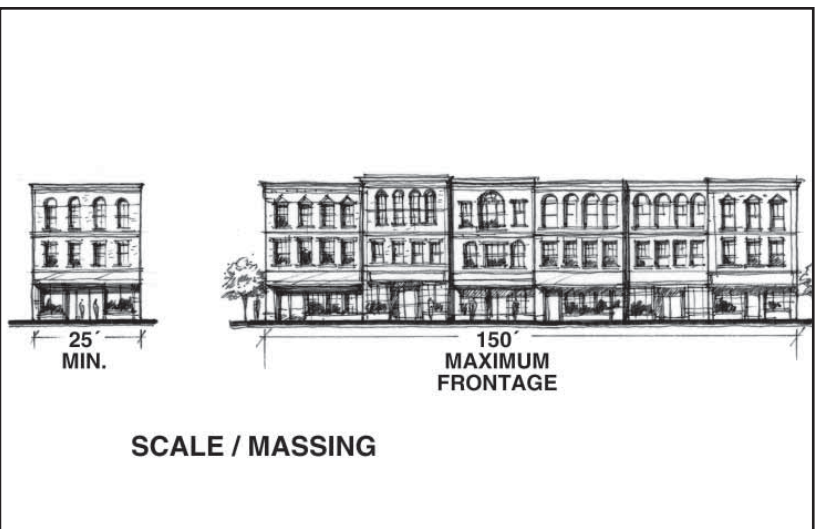 25´
MIN.
150´
MAXIMUM
FRONTAGE
SCALE / MASSING